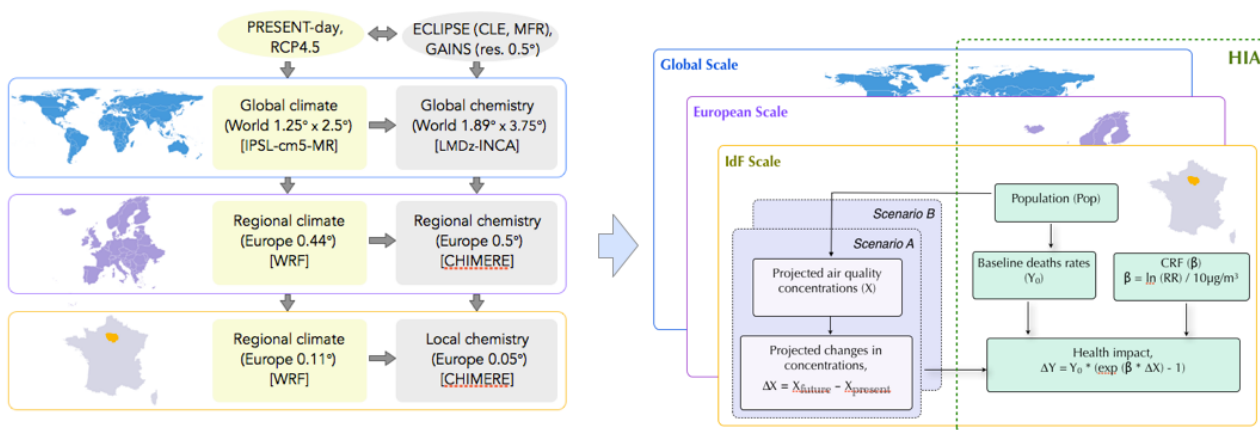 PRESENT-day,
RCP4.5
ECLIPSE (CLE, MFR),
GAINS (res. 0.5°)
Global climate
(World 1.25° x 2.5°)
[IPSL-cm5-MR]
Global chemistry
(World 1.89° x 3.75°)
[LMDz-INCA]
Regional climate
(Europe 0.44°)
[WRF]
Regional chemistry
(Europe 0.5°)
[CHIMERE]
Regional climate
(Europe 0.11°)
[WRF]
Local chemistry
(Europe 0.05°)
[CHIMERE]
HIA
Global Scale
European Scale
IdF Scale
Scenario B
Scenario A
Projected air quality
concentrations (X)
Projected changes in
concentrations,
ΔX = Xfuture − Xpresent
Population (Pop)
Baseline deaths rates
(Y₀)
CRF (β)
β = ln (RR) / 10µg/m³
Health impact,
ΔY = Y₀ * (exp (β * ΔX) - 1)